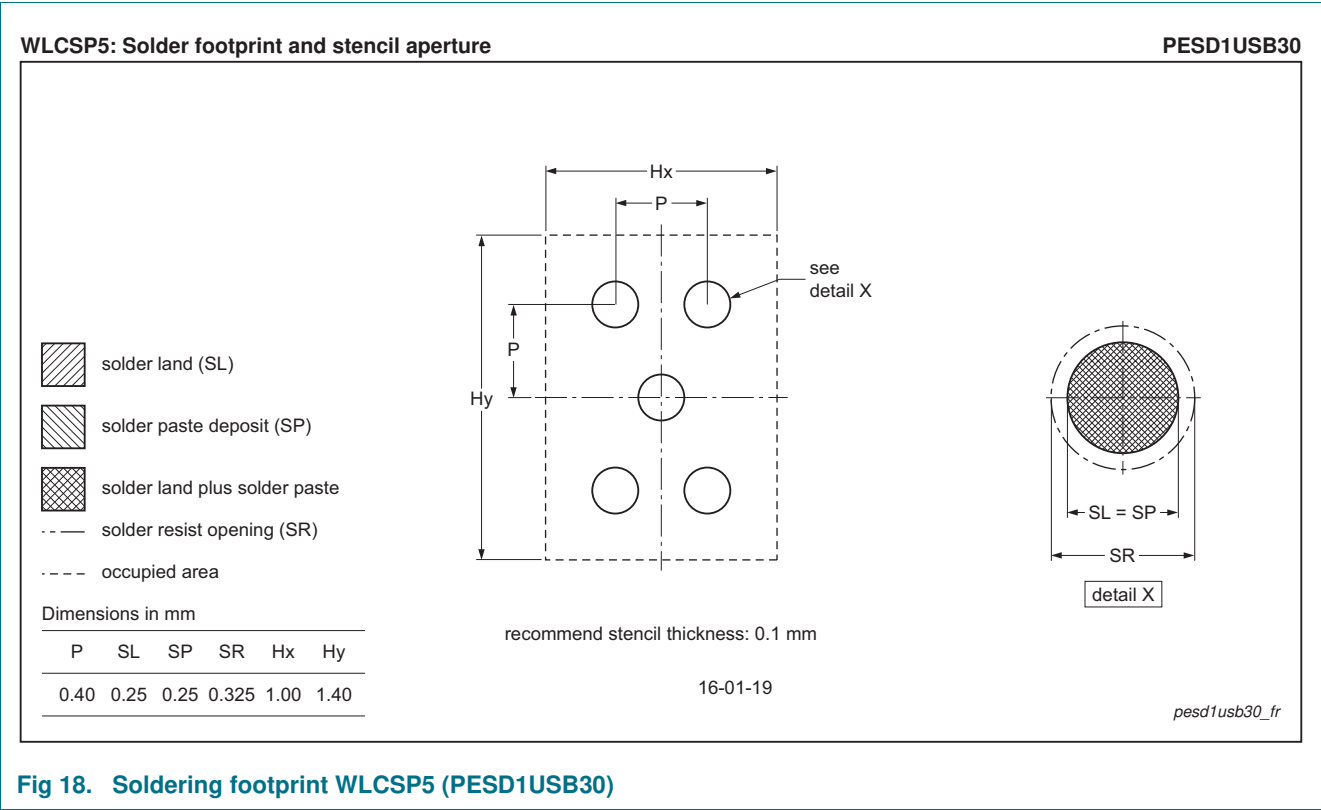 WLCSP5: Solder footprint and stencil aperture PESD1USB30
Hx
P
see
detail X
P
Hy
solder land (SL)
solder paste deposit (SP)
solder land plus solder paste
solder resist opening (SR)
occupied area
SL = SP
SR
detail X
Dimensions in mm
P SL SP SR Hx Hy
0.40 0.25 0.25 0.325 1.00 1.40
recommend stencil thickness: 0.1 mm
16-01-19
pesd1usb30_fr
Fig 18. Soldering footprint WLCSP5 (PESD1USB30)